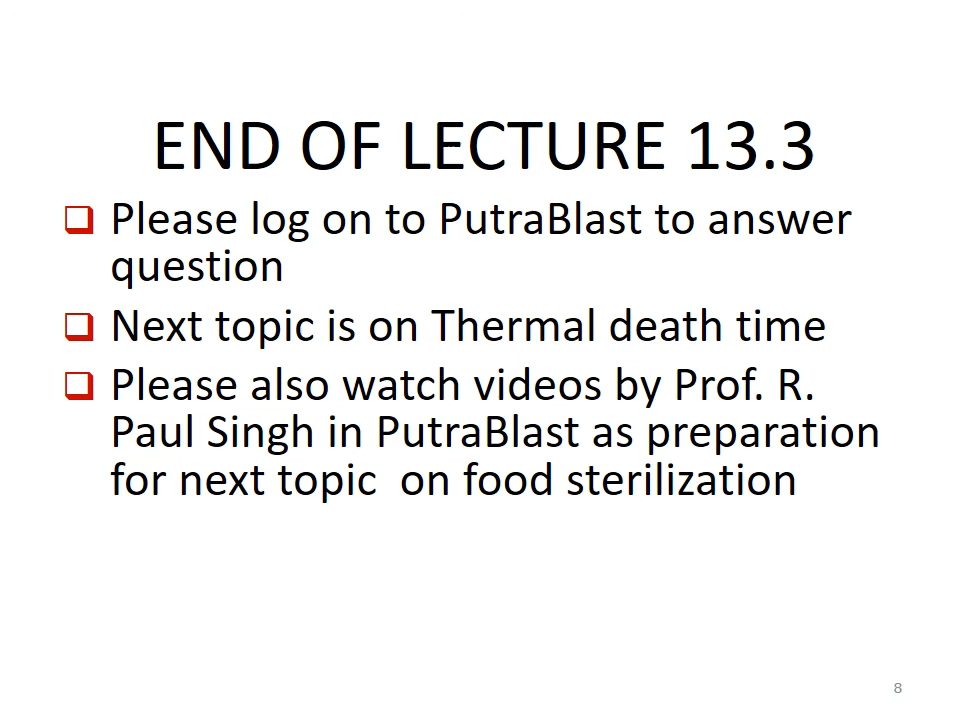 END OF LECTURE 13.3
Please log on to PutraBlast to answer
question
Next topic is on Thermal death time
Please also watch videos by Prof. R.
Paul Singh in PutraBlast as preparation
for next topic  on food sterilization
8